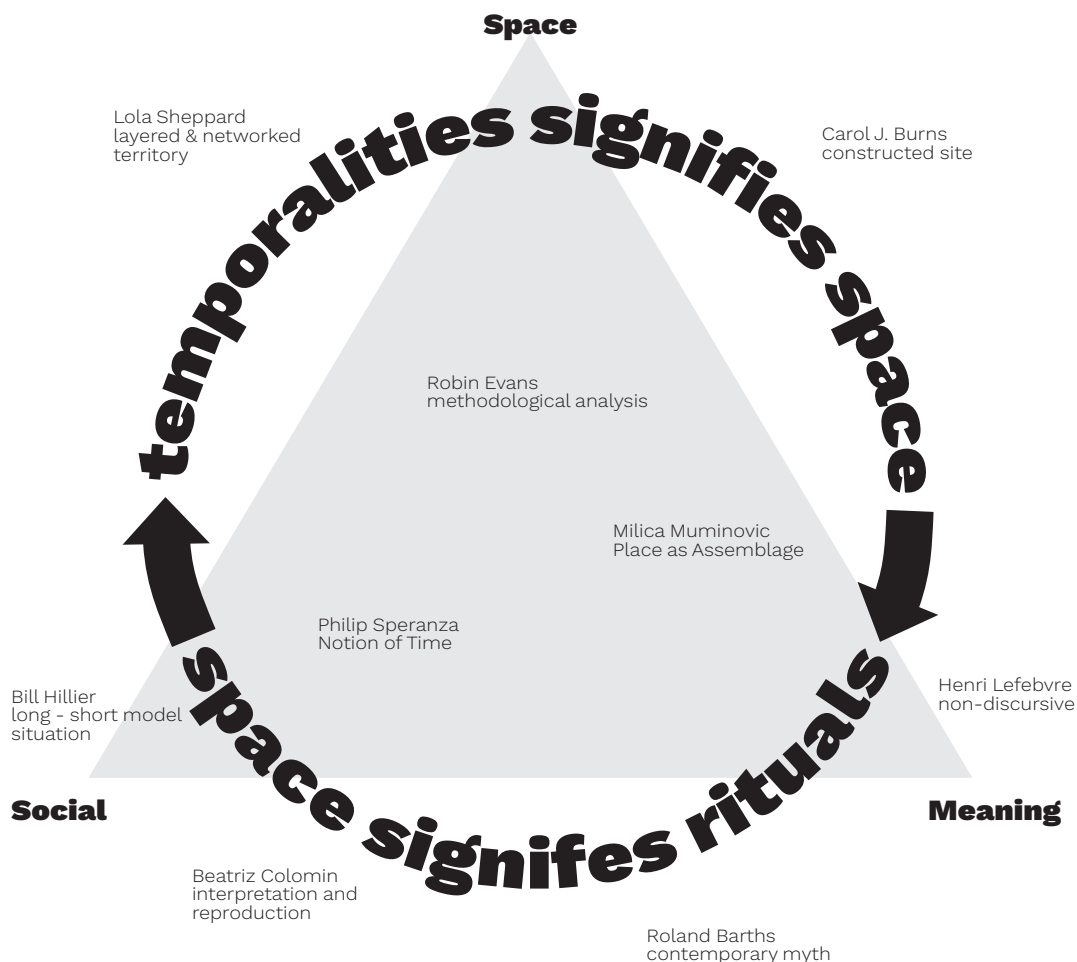 Space
Lola Sheppard
layered & networked
territory
Carol J. Burns
constructed site
temporalities signifies space
Robin Evans
methodological analysis
Milica Muminovic
Place as Assemblage
Philip Speranza
Notion of Time
Bill Hillier
long - short model
situation
Henri Lefebvre
non-discursive
space signifes rituals
Social
Meaning
Beatriz Colomin
interpretation and
reproduction
Roland Barths
contemporary myth